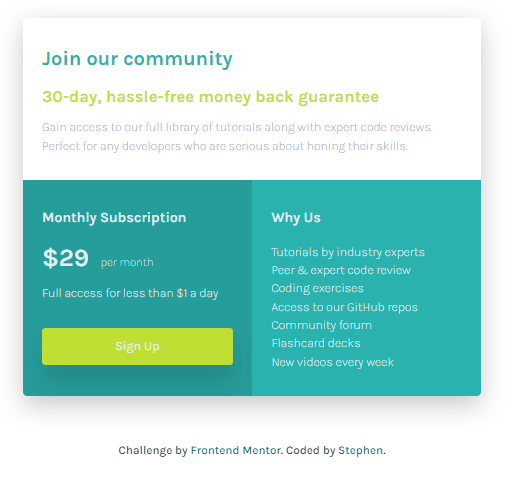 Join our community
30-day, hassle-free money back guarantee
Gain access to our full library of tutorials along with expert code reviews.
Perfect for any developers who are serious about honing their skills.
Monthly Subscription
$29 per month
Full access for less than $1 a day
Sign Up
Why Us
Tutorials by industry experts
Peer & expert code review
Coding exercises
Access to our GitHub repos
Community forum
Flashcard decks
New videos every week
Challenge by Frontend Mentor. Coded by Stephen.